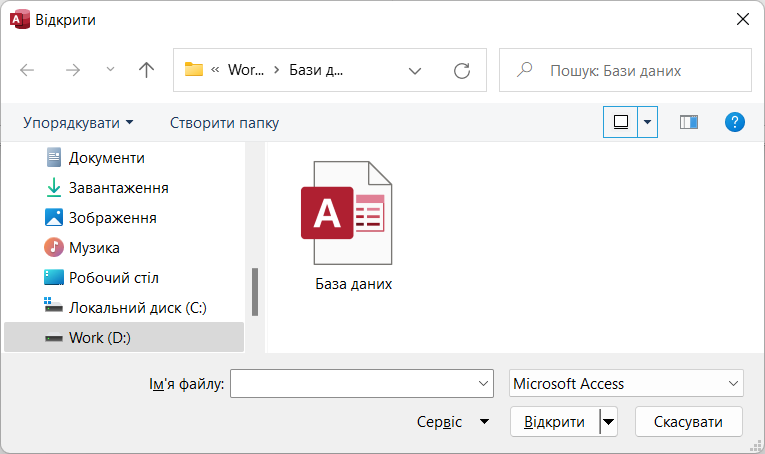 Відкрити
« Wor... > Бази д...
Пошук: Бази даних
Упорядкувати
Створити папку
Документи
Завантаження
Зображення
Музика
Робочий стіл
Локальний диск (C:)
Work (D:)
A
База даних
Ім'я файлу:
Microsoft Access
Сервіс
Відкрити
Скасувати